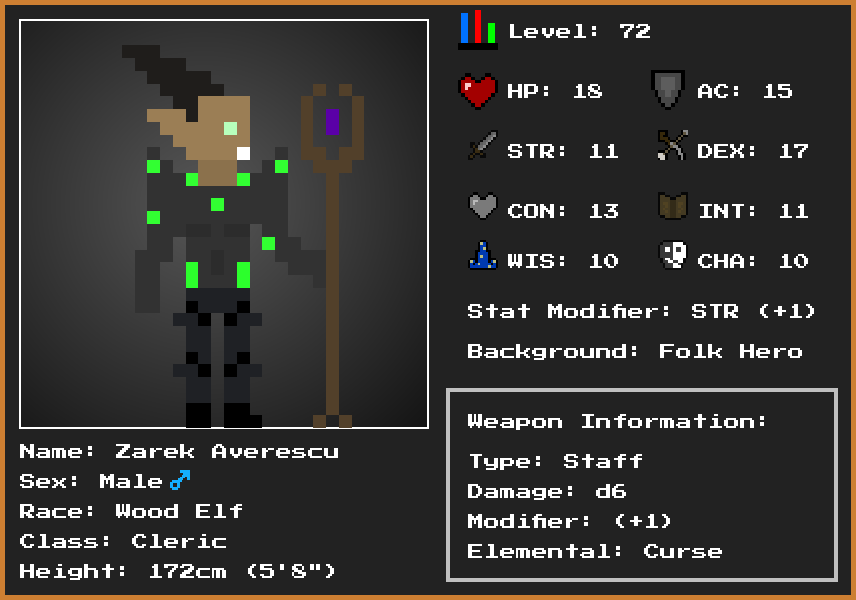 Level: 72
HP: 18
AC: 15
STR: 11
DEX: 17
CON: 13
INT: 11
WIS: 10
CHA: 10
Stat Modifier: STR (+1)
Background: Folk Hero
Weapon Information:
Type: Staff
Damage: d6
Modifier: (+1)
Elemental: Curse
Name: Zarek Averescu
Sex: Male♂
Race: Wood Elf
Class: Cleric
Height: 172cm (5'8")